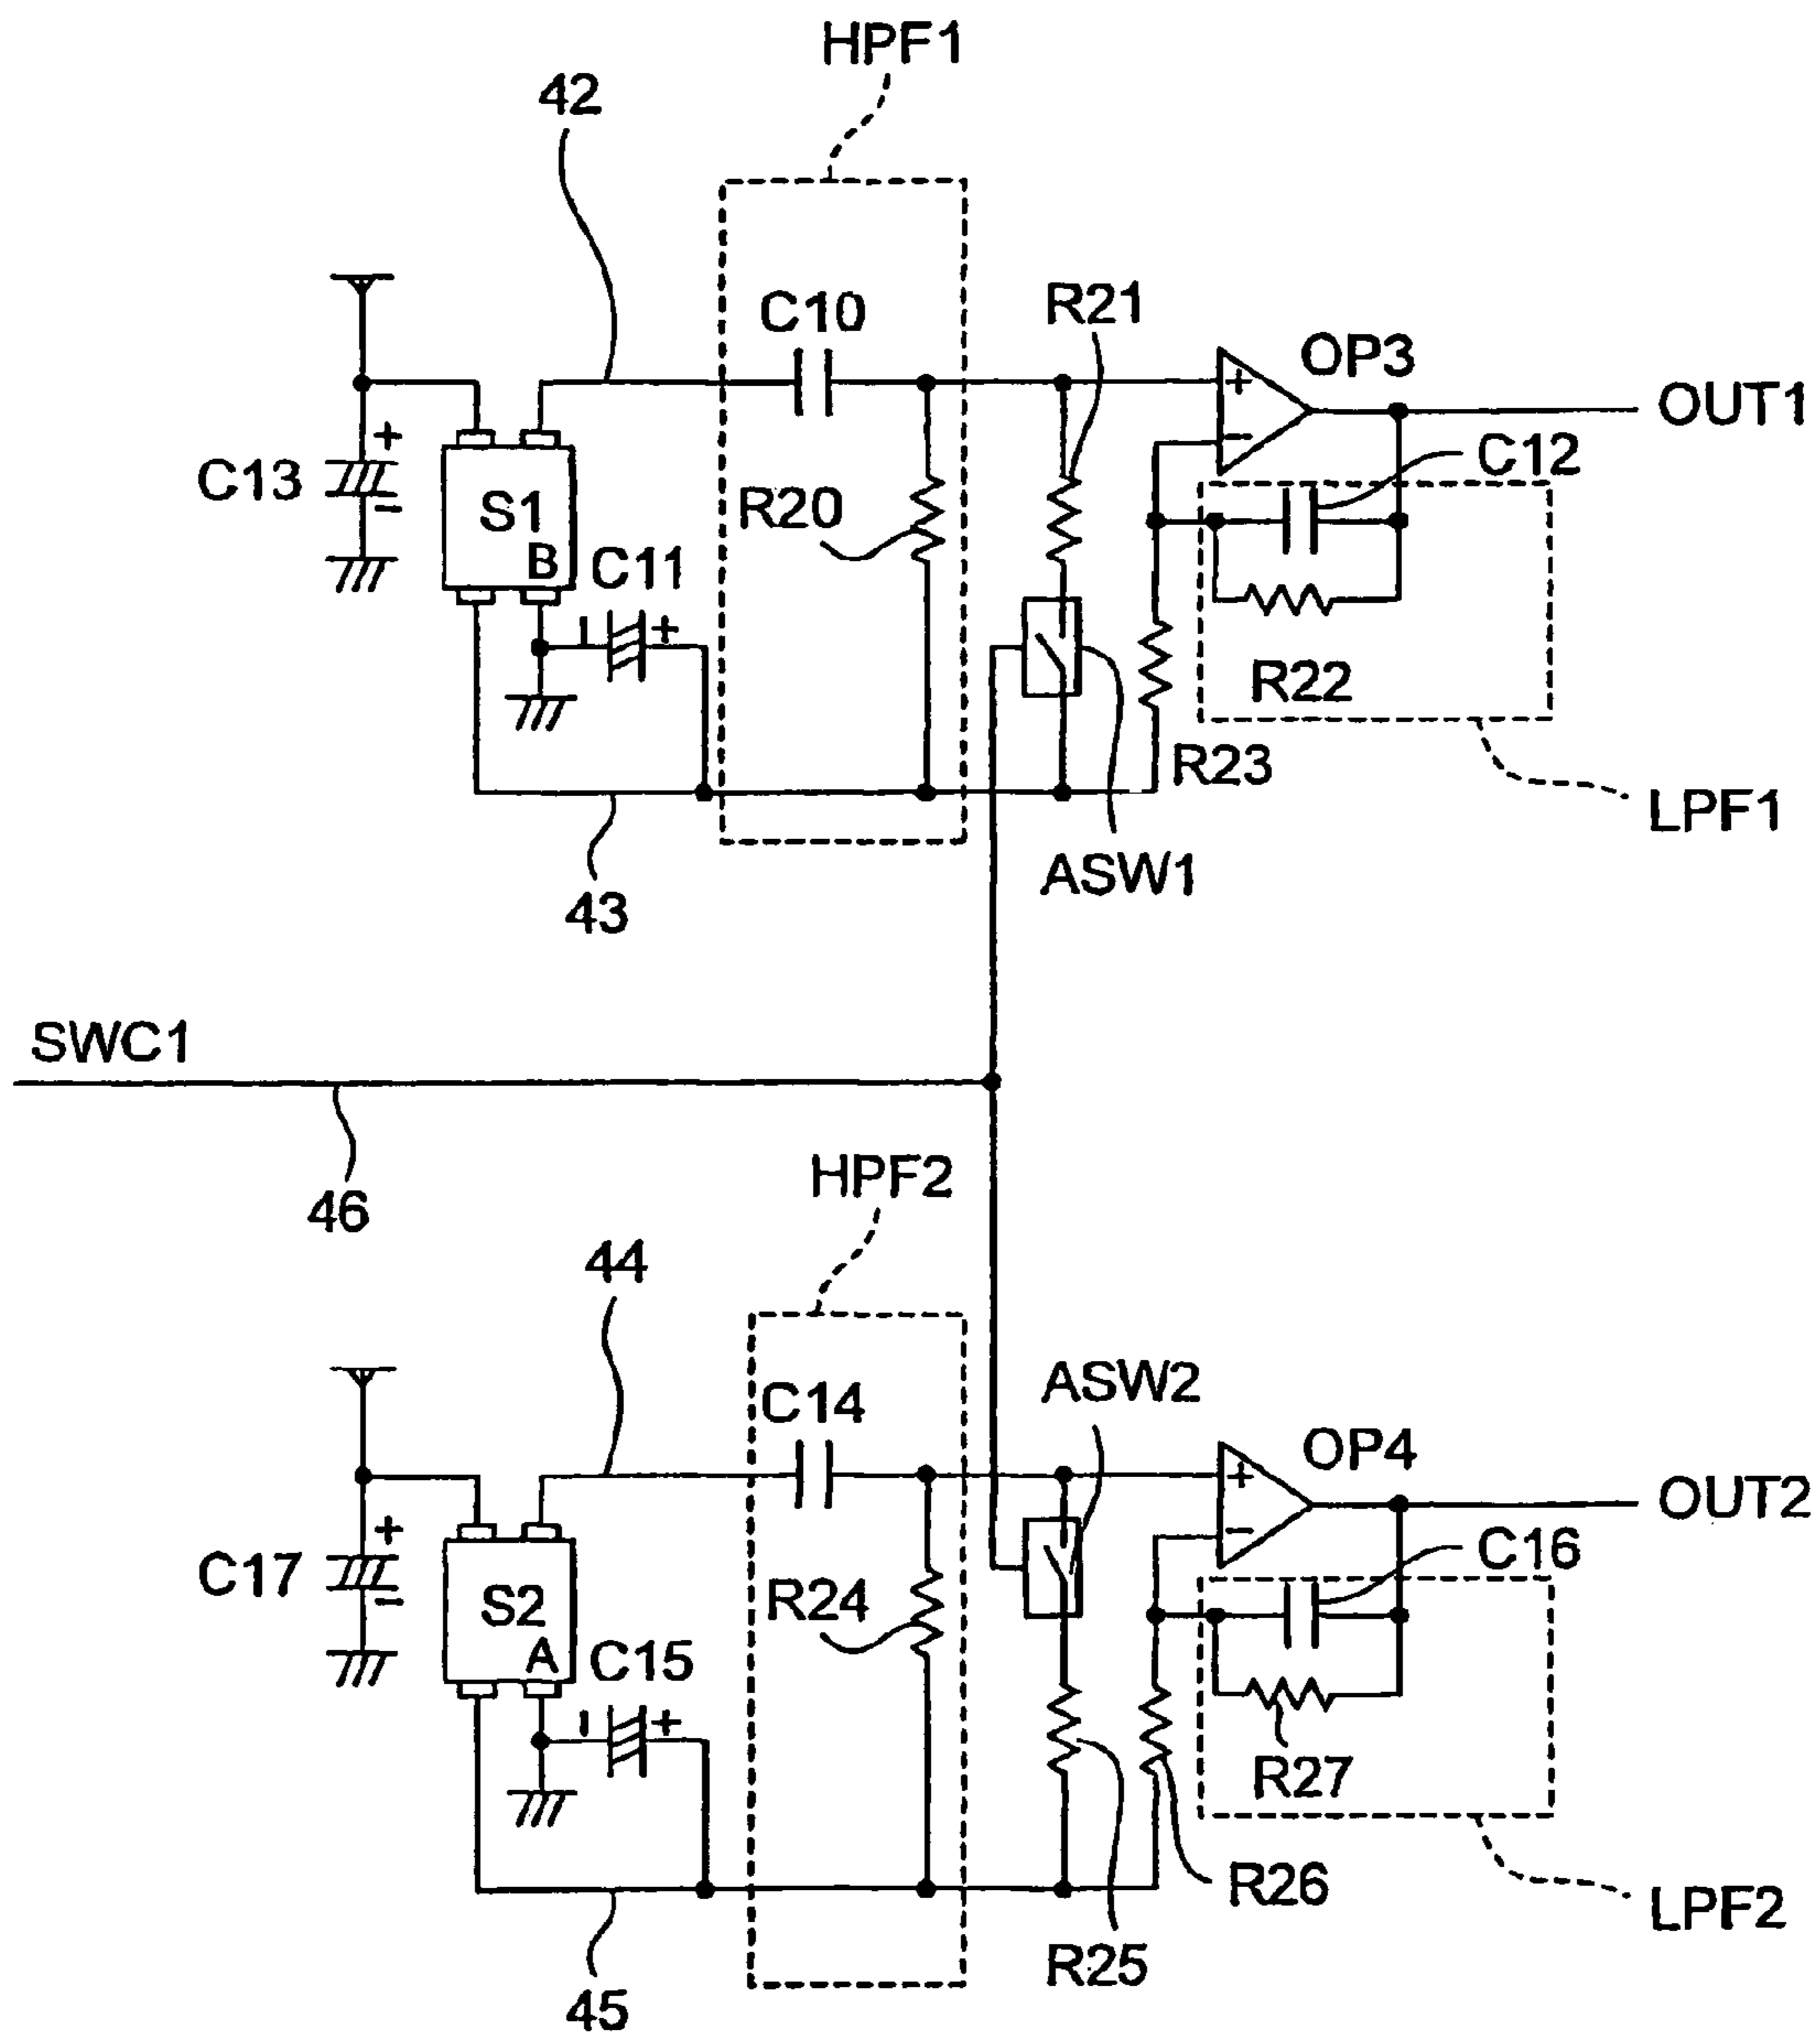 HPF1
42
C10
R21
OP3
OUT1
+
-
C12
C13
+
-
S1
B
R20
C11
- +
R22
R23
LPF1
ASW1
43
SWC1
46
HPF2
44
ASW2
C14
OP4
OUT2
+
-
C16
C17
+
-
S2
A
R24
C15
- +
R27
R26
LPF2
R25
45